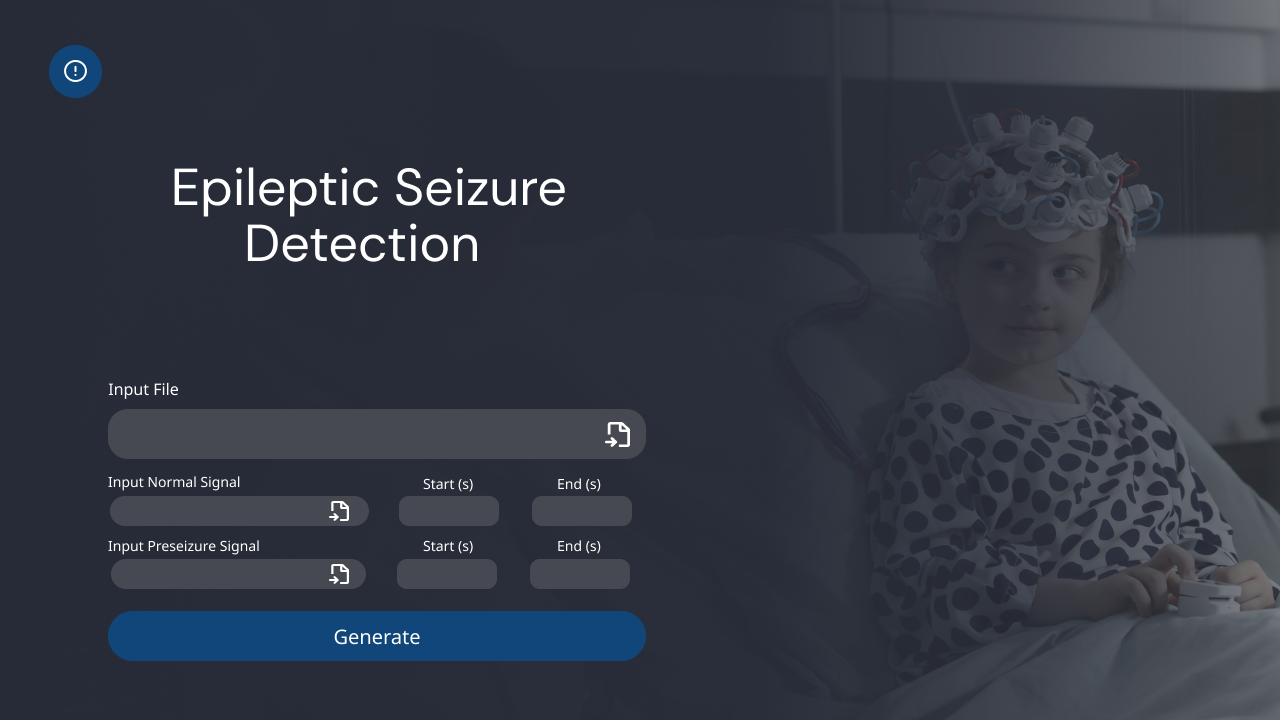 Epileptic Seizure
Detection
Input File
Input Normal Signal
Start (s)
End (s)
Input Preseizure Signal
Start (s)
End (s)
Generate